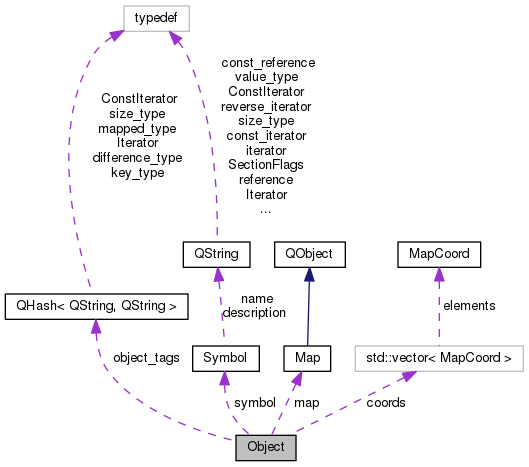 typedef
const_reference
value_type
ConstIterator
reverse_iterator
size_type
const_iterator
iterator
SectionFlags
reference
Iterator
...
ConstIterator
size_type
mapped_type
Iterator
difference_type
key_type
QString
QObject
MapCoord
QHash< QString, QString >
name
description
elements
object_tags
Symbol
Map
std::vector< MapCoord >
symbol
map
coords
Object